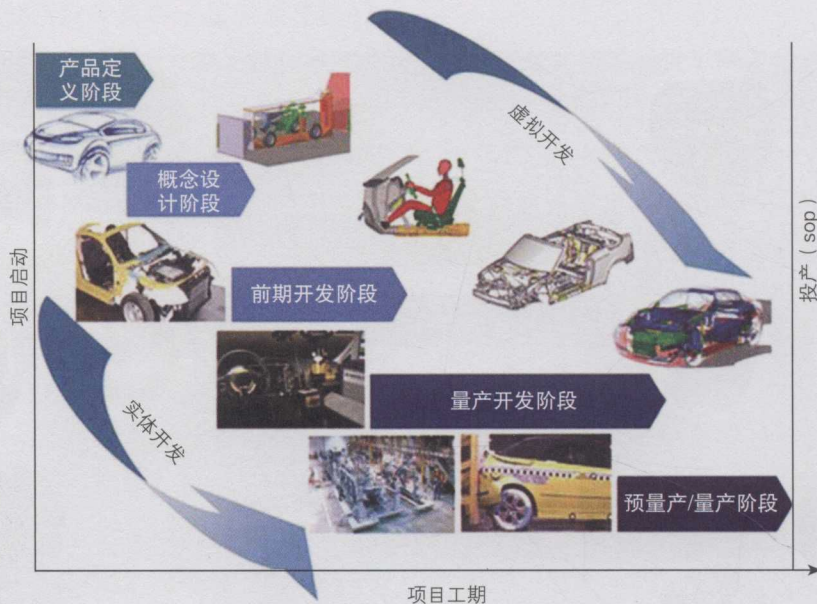 产品定
义阶段
虚拟开发
概念设
计阶段
项目启动
前期开发阶段
投产（sop）
量产开发阶段
实体开发
预量产/量产阶段
项目工期